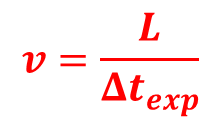 v = L / Δt_exp